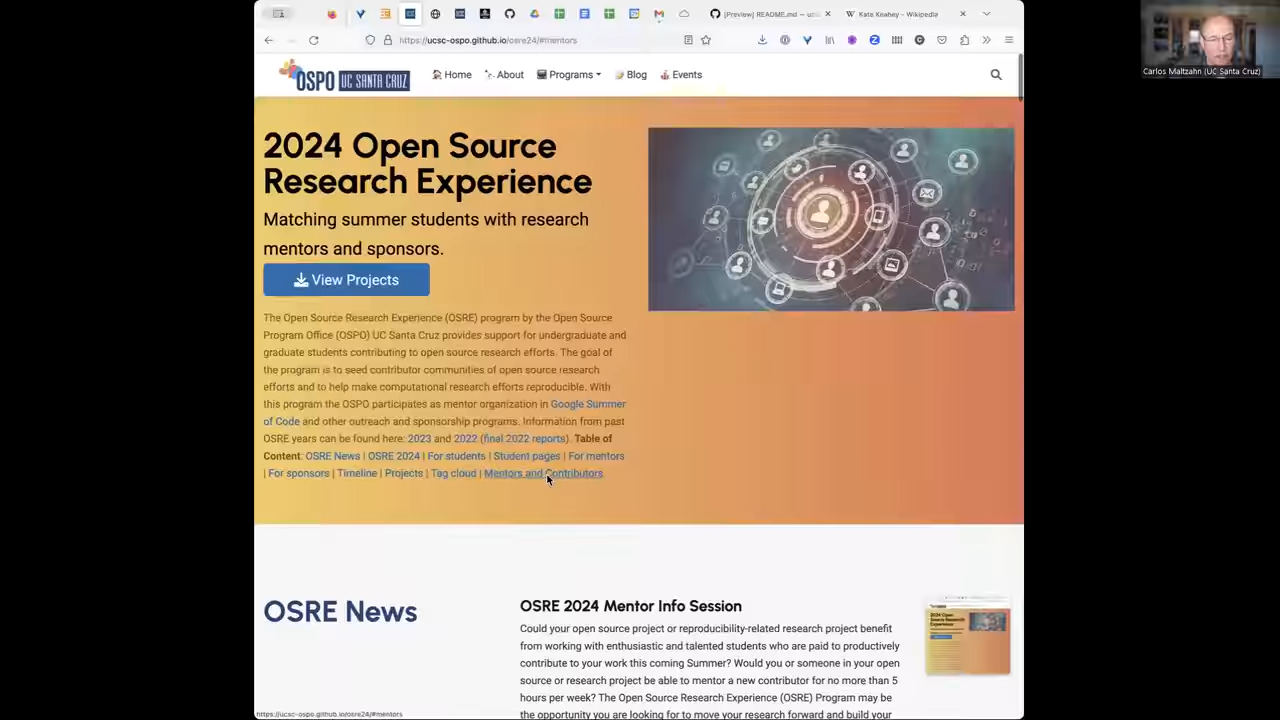 [Preview] README.md — ucs
Kate Keahey – Wikipedia
https://ucsc-ospo.github.io/osre24/#mentors
OSPO UC SANTA CRUZ
Home
About
Programs
Blog
Events
2024 Open Source
Research Experience
Matching summer students with research
mentors and sponsors.
View Projects
The Open Source Research Experience (OSRE) program by the Open Source
Program Office (OSPO) UC Santa Cruz provides support for undergraduate and
graduate students contributing to open source research efforts. The goal of
the program is to seed contributor communities of open source research
efforts and to help make computational research efforts reproducible. With
this program the OSPO participates as mentor organization in Google Summer
of Code and other outreach and sponsorship programs. Information from past
OSRE years can be found here: 2023 and 2022 (final 2022 reports). Table of
Content: OSRE News | OSRE 2024 | For students | Student pages | For mentors
| For sponsors | Timeline | Projects | Tag cloud | Mentors and Contributors
OSRE News
OSRE 2024 Mentor Info Session
Could your open source project or reproducibility-related research project benefit
from working with enthusiastic and talented students who are paid to productively
contribute to your work this coming Summer? Would you or someone in your open
source or research project be able to mentor a new contributor for no more than 5
hours per week? The Open Source Research Experience (OSRE) Program may be
the opportunity you are looking for to move your research forward and build your
https://ucsc-ospo.github.io/osre24/#mentors
Carlos Maltzahn (UC Santa Cruz)